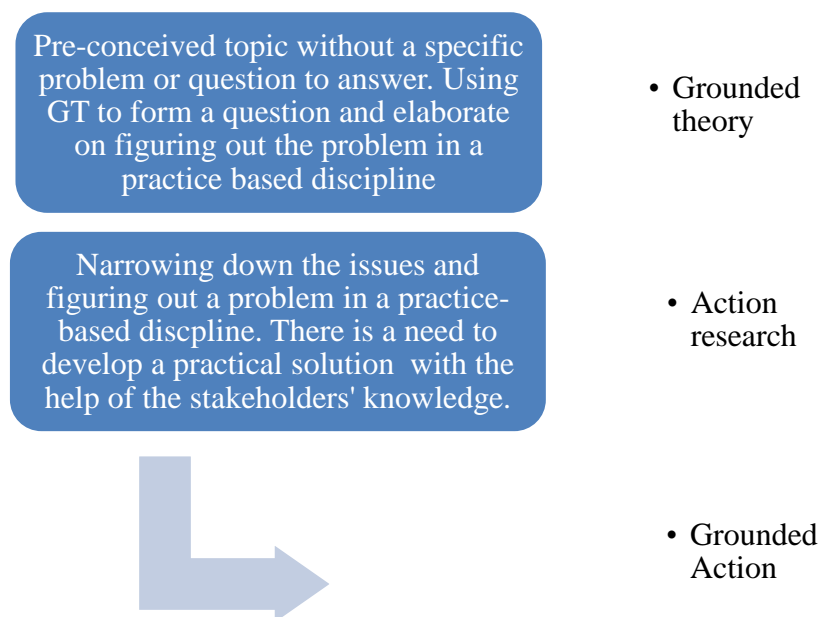 Pre-conceived topic without a specific
problem or question to answer. Using
GT to form a question and elaborate
on figuring out the problem in a
practice based discipline
• Grounded
theory
Narrowing down the issues and
figuring out a problem in a practice-
based discpline. There is a need to
develop a practical solution with the
help of the stakeholders' knowledge.
• Action
research
• Grounded
Action